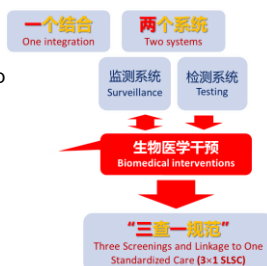 一个结合
One integration
两个系统
Two systems
o
监测系统
Surveillance
检测系统
Testing
生物医学干预
Biomedical interventions
“三查一规范”
Three Screenings and Linkage to One
Standardized Care (3×1 SLSC)